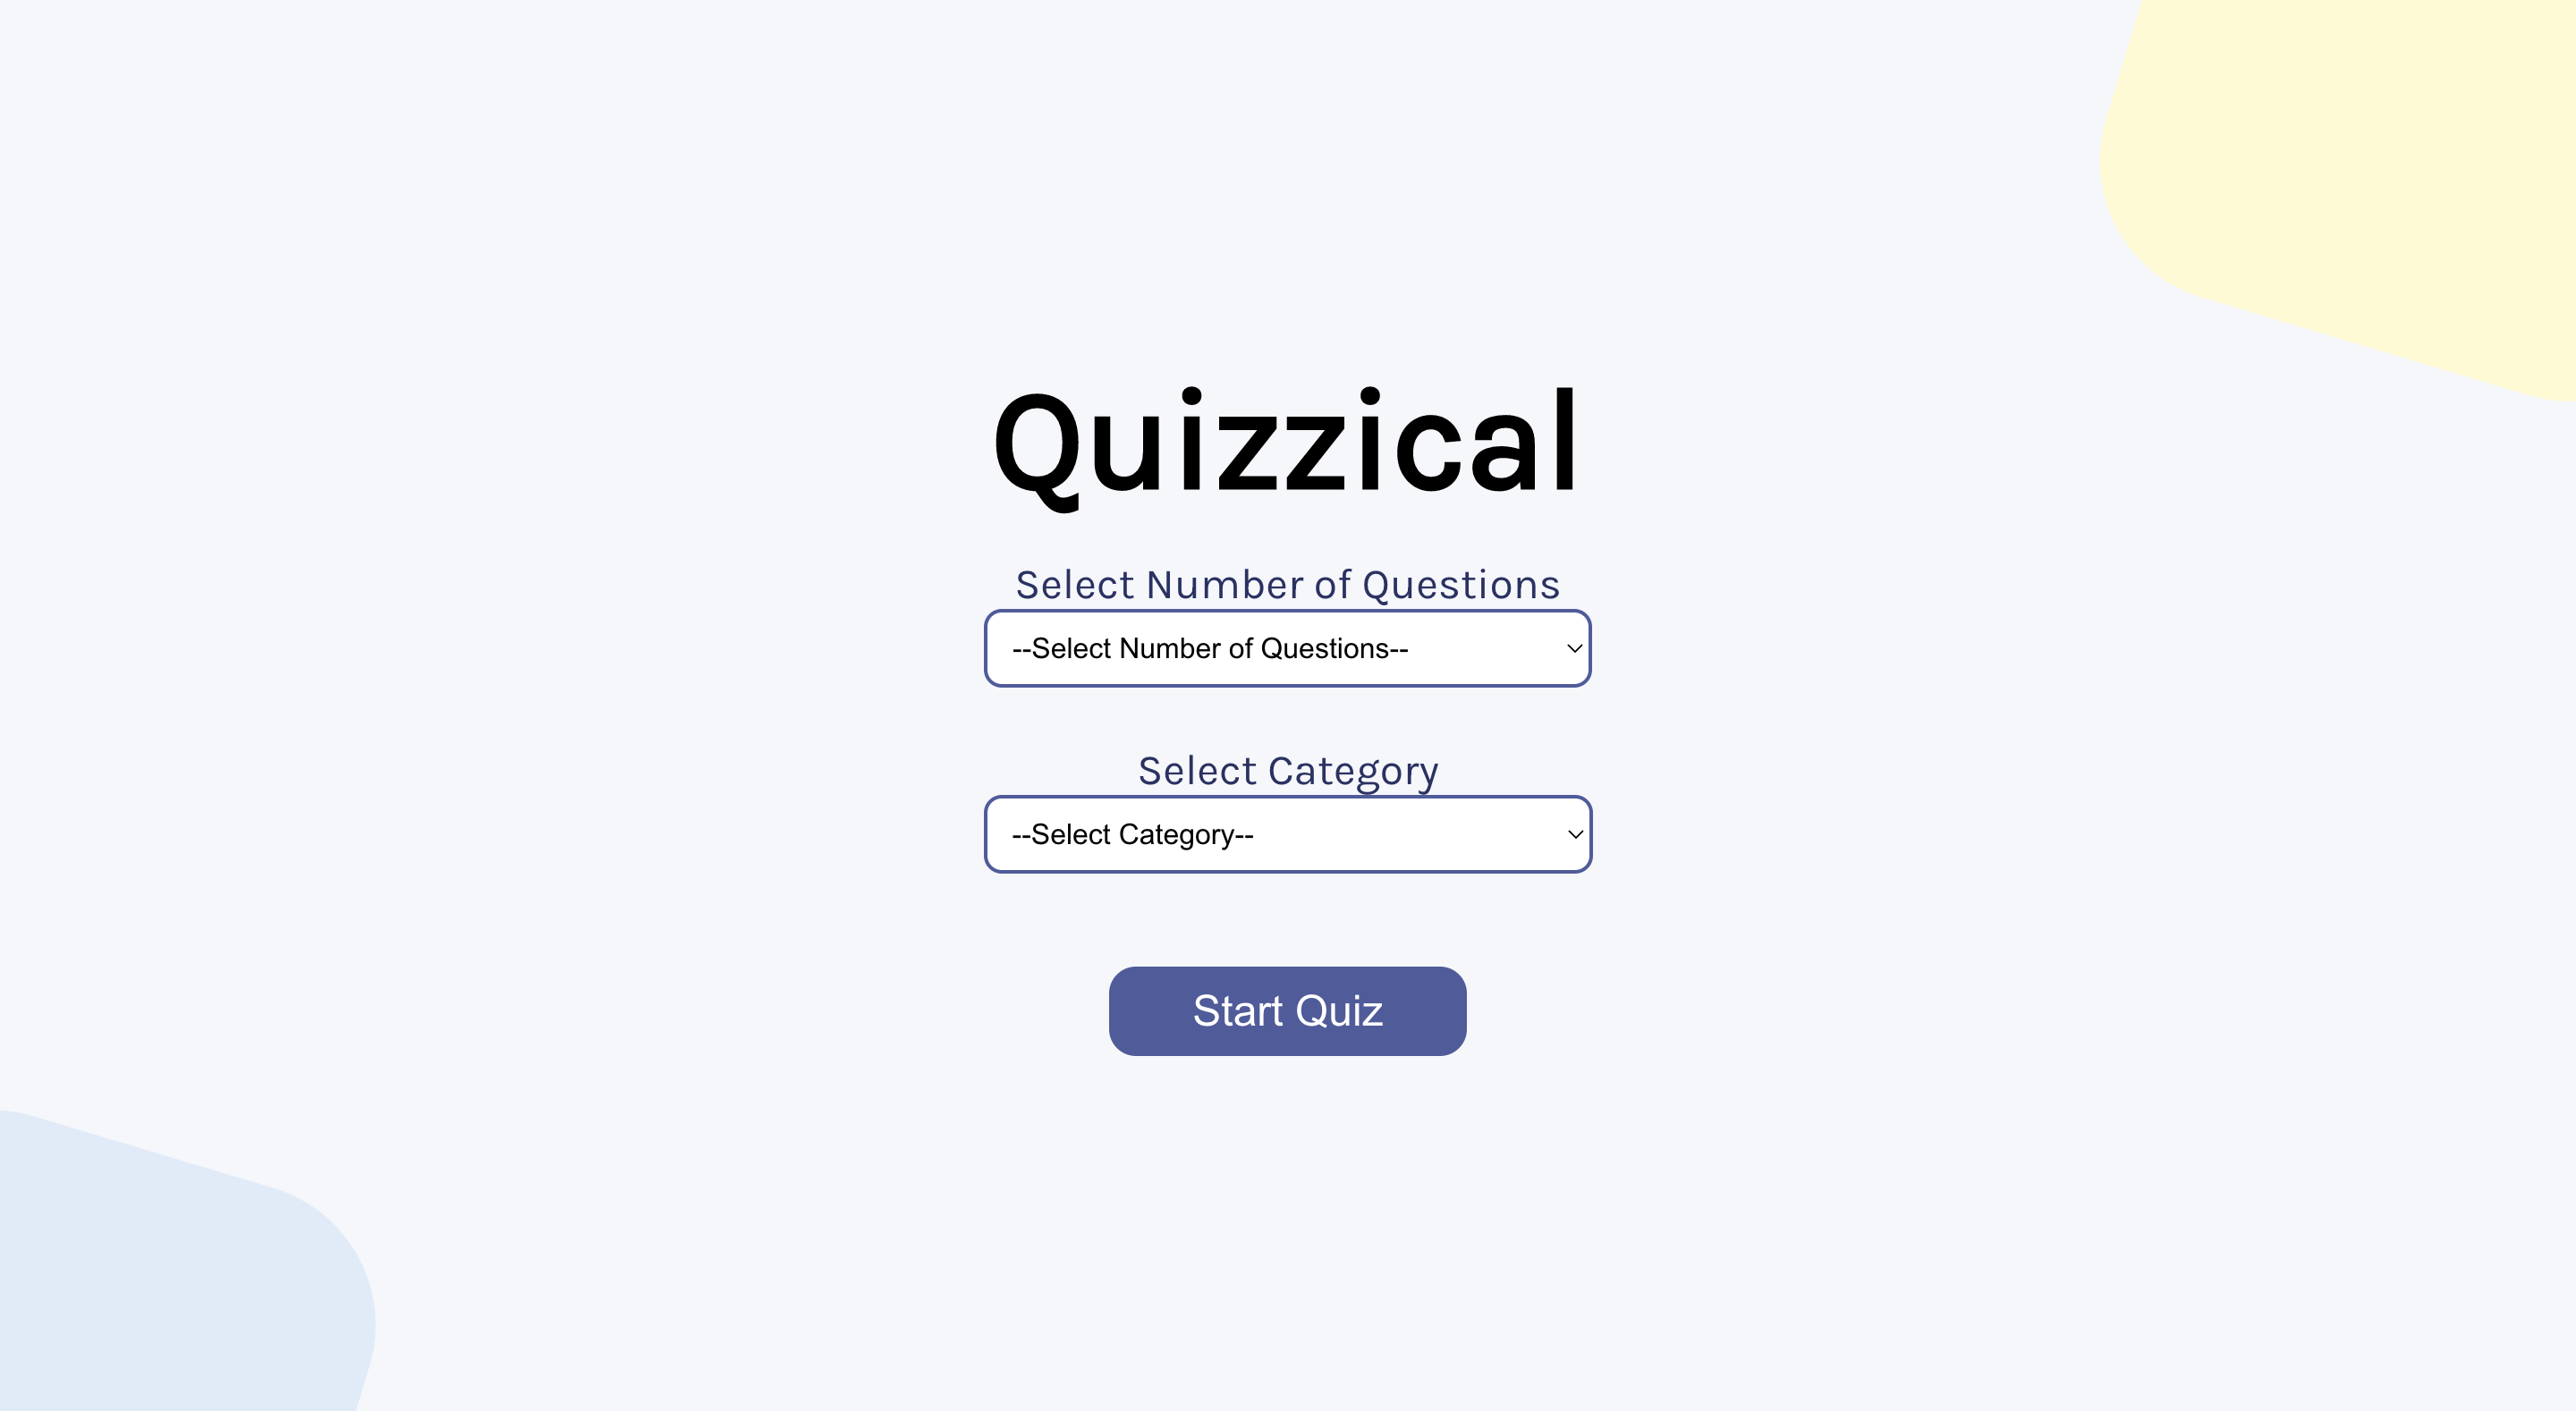 Quizzical
Select Number of Questions
--Select Number of Questions--
Select Category
--Select Category--
Start Quiz